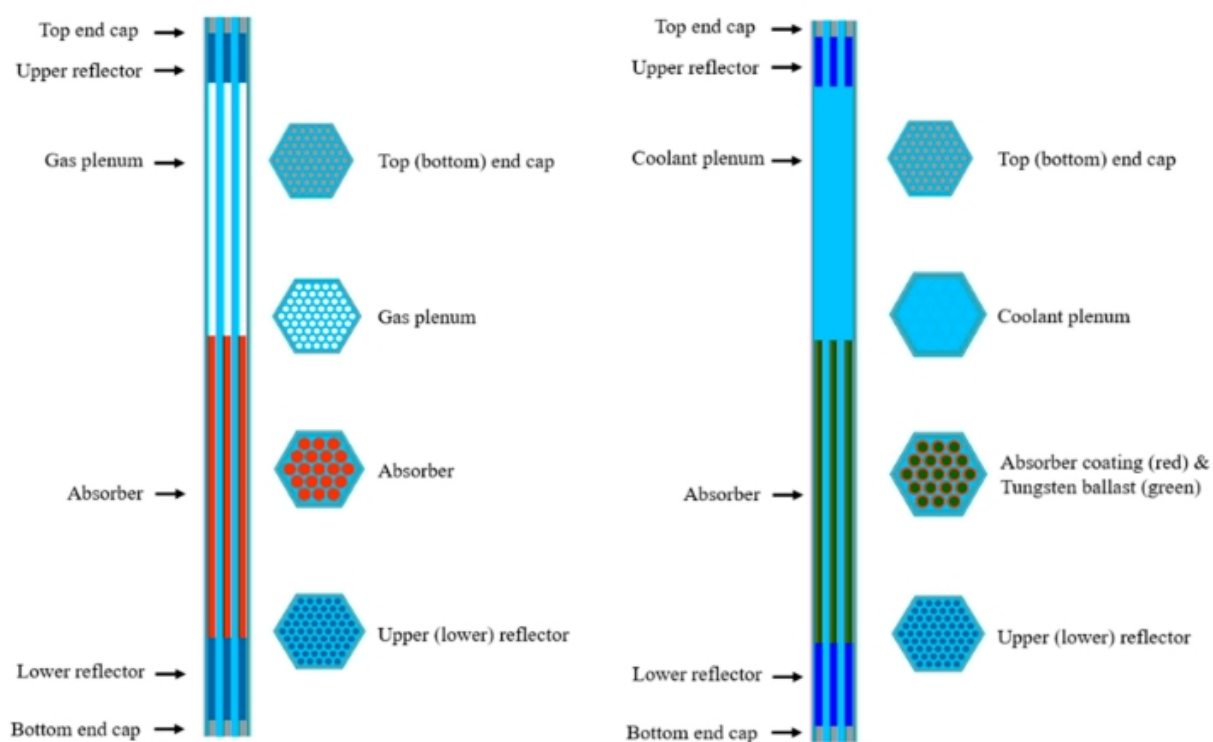 Top end cap
Upper reflector
Gas plenum
Top (bottom) end cap
Gas plenum
Absorber
Absorber
Upper (lower) reflector
Lower reflector
Bottom end cap
Top end cap
Upper reflector
Coolant plenum
Top (bottom) end cap
Coolant plenum
Absorber coating (red) &
Tungsten ballast (green)
Absorber
Upper (lower) reflector
Lower reflector
Bottom end cap